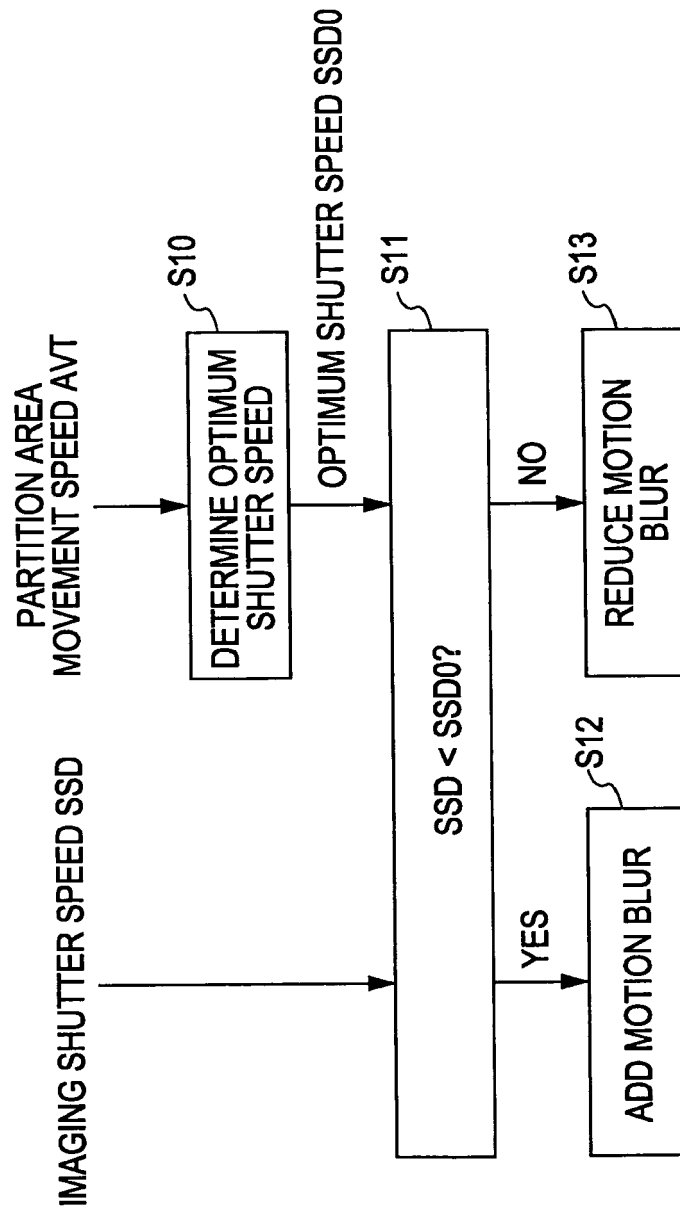 PARTITION AREA
MOVEMENT SPEED AVT
IMAGING SHUTTER SPEED SSD
S10
DETERMINE OPTIMUM
SHUTTER SPEED
OPTIMUM SHUTTER SPEED SSD0
S11
SSD < SSD0?
YES
NO
S12
ADD MOTION BLUR
S13
REDUCE MOTION
BLUR